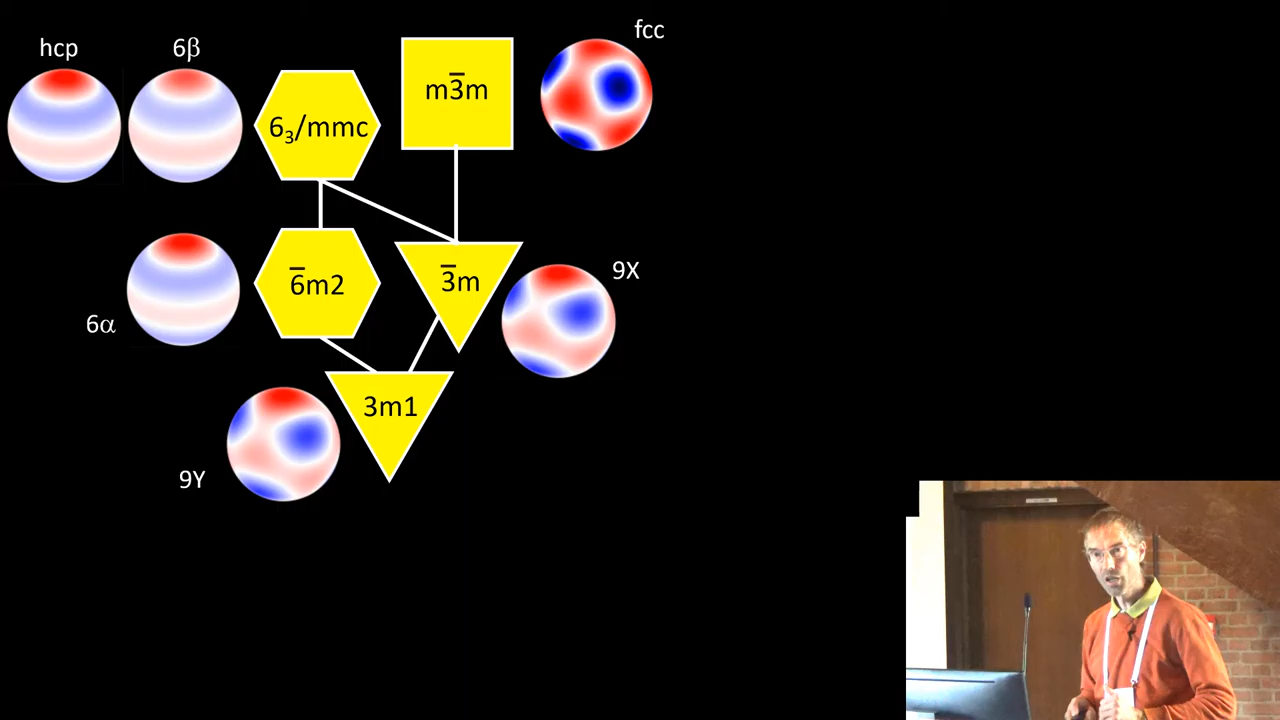 hcp
6β
6₃/mmc
m3̅m
fcc
6α
6̅m2
3̅m
9X
9Y
3m1